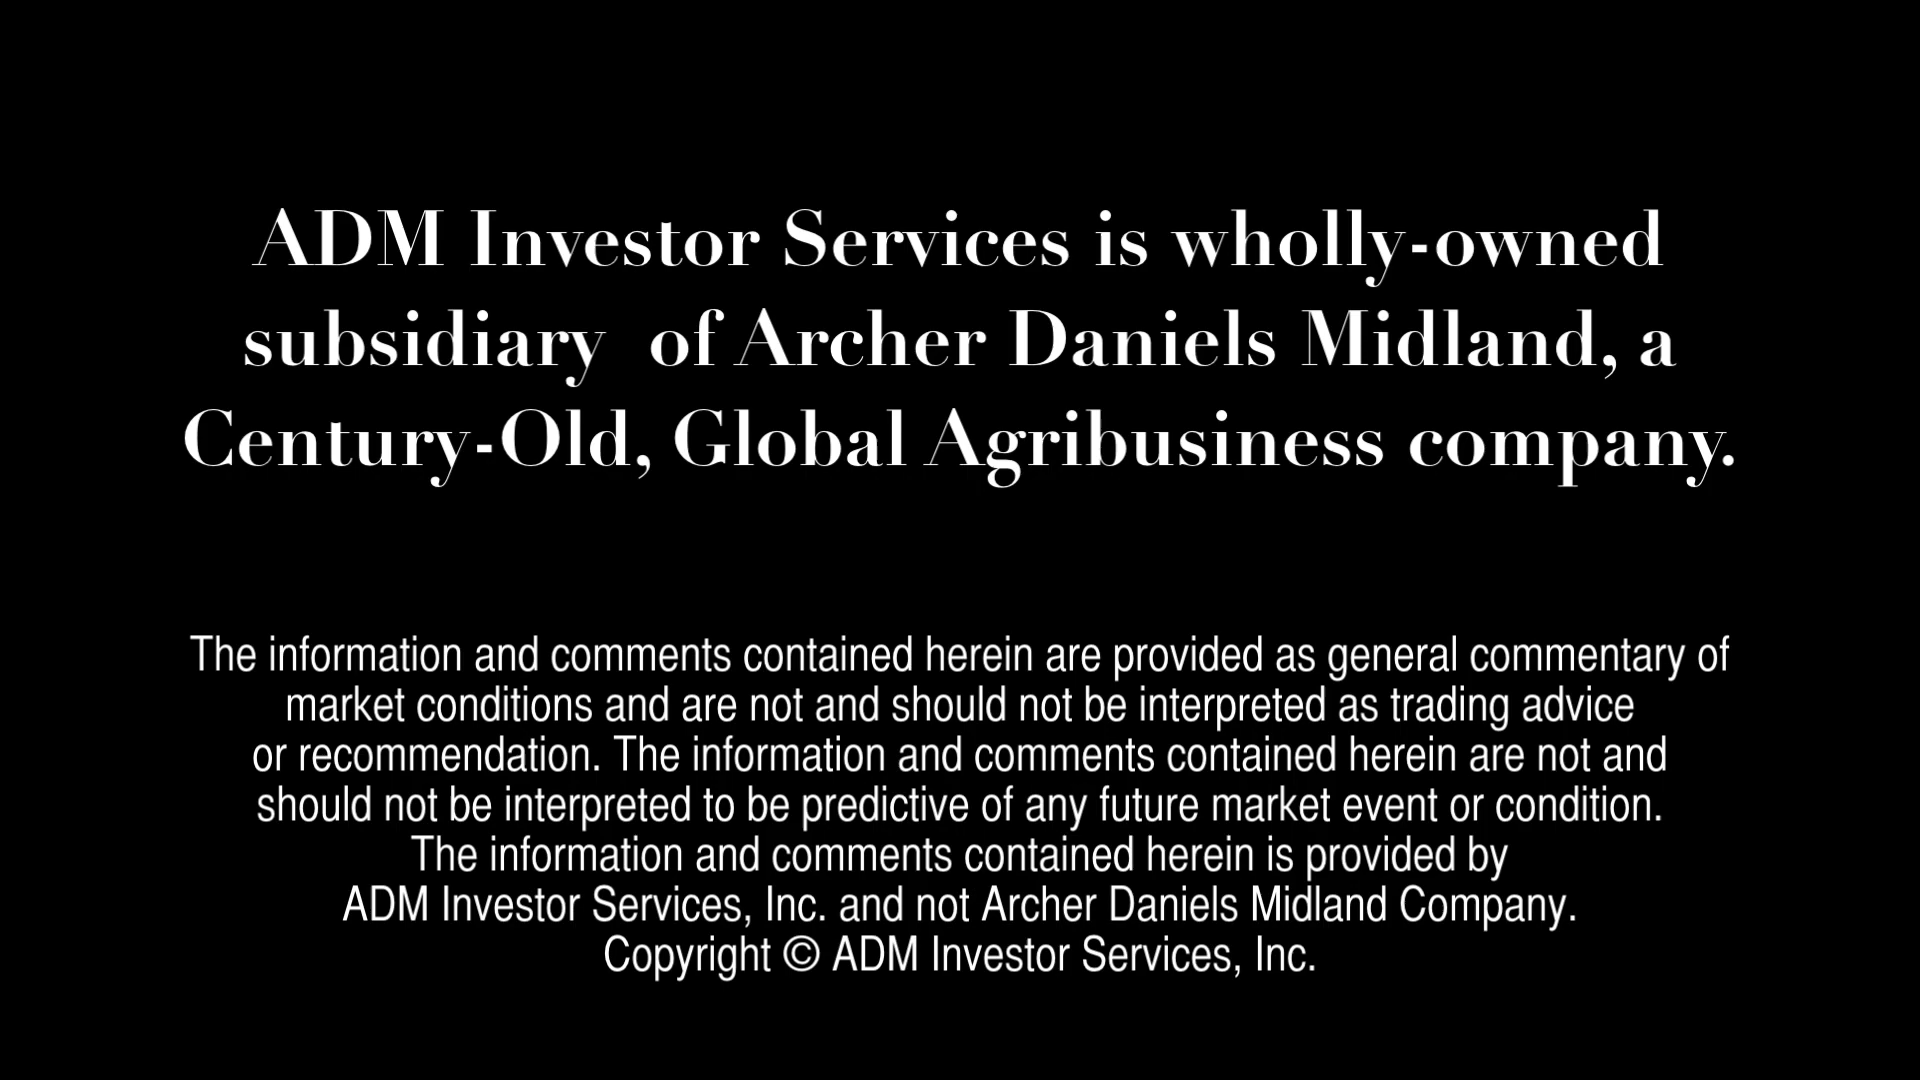 ADM Investor Services is wholly-owned
subsidiary  of Archer Daniels Midland, a
Century-Old, Global Agribusiness company.
The information and comments contained herein are provided as general commentary of
market conditions and are not and should not be interpreted as trading advice
or recommendation. The information and comments contained herein are not and
should not be interpreted to be predictive of any future market event or condition.
The information and comments contained herein is provided by
ADM Investor Services, Inc. and not Archer Daniels Midland Company.
Copyright © ADM Investor Services, Inc.